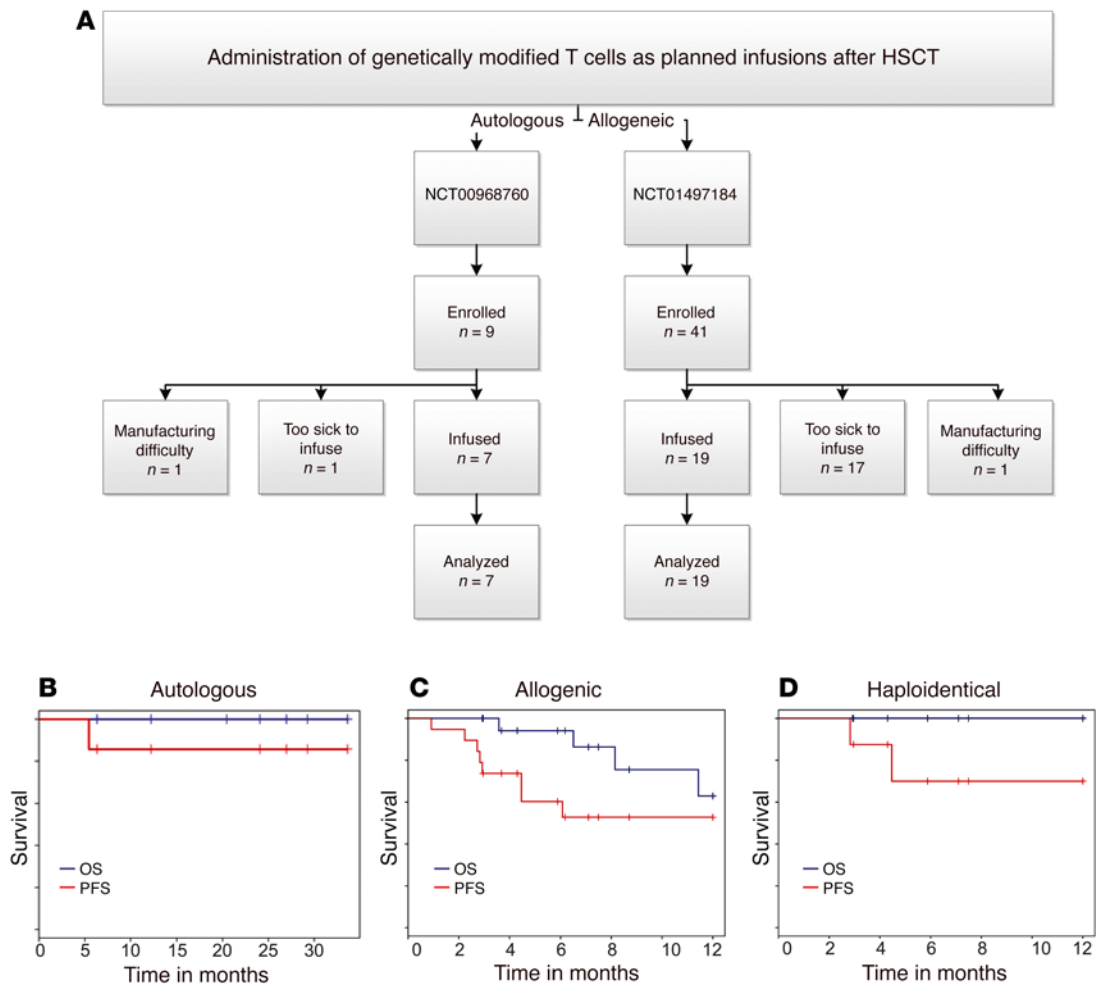 A
Administration of genetically modified T cells as planned infusions after HSCT
Autologous Allogeneic
NCT00968760
NCT01497184
Enrolled
n = 9
Enrolled
n = 41
Manufacturing
difficulty
n = 1
Too sick to
infuse
n = 1
Infused
n = 7
Infused
n = 19
Too sick to
infuse
n = 17
Manufacturing
difficulty
n = 1
Analyzed
n = 7
Analyzed
n = 19
B
Autologous
Survival
OS
PFS
0 5 10 15 20 25 30
Time in months
C
Allogenic
Survival
OS
PFS
0 2 4 6 8 10 12
Time in months
D
Haploidentical
Survival
OS
PFS
0 2 4 6 8 10 12
Time in months